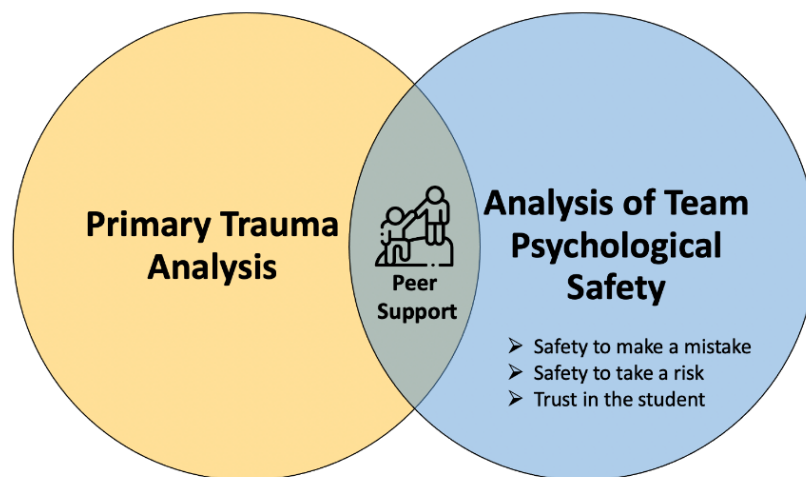 Primary Trauma
Analysis
Peer
Support
Analysis of Team
Psychological
Safety
➢ Safety to make a mistake
➢ Safety to take a risk
➢ Trust in the student